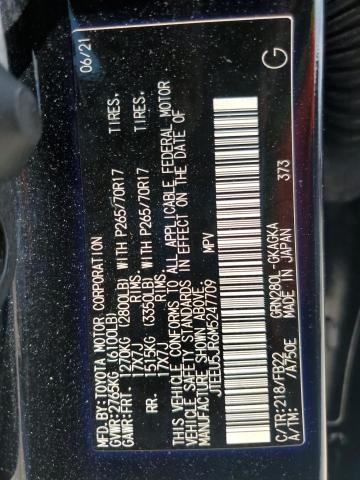 MFD. BY: TOYOTA MOTOR CORPORATION 06/21
GVWR: 2765KG (6100LB)
GAWR: FRT. 1270KG (2800LB) WITH P265/70R17 TIRES,
17X7J RIMS,
RR. 1515KG (3350LB) WITH P265/70R17 TIRES,
17X7J RIMS,
THIS VEHICLE CONFORMS TO ALL APPLICABLE FEDERAL MOTOR
VEHICLE SAFETY STANDARDS IN EFFECT ON THE DATE OF
MANUFACTURE SHOWN ABOVE.
JTEEU5JR6M5247709 MPV
C/TR: 218/FB22 GRN280L-GKAGKA G
A/TM: /A750E MADE IN JAPAN 373